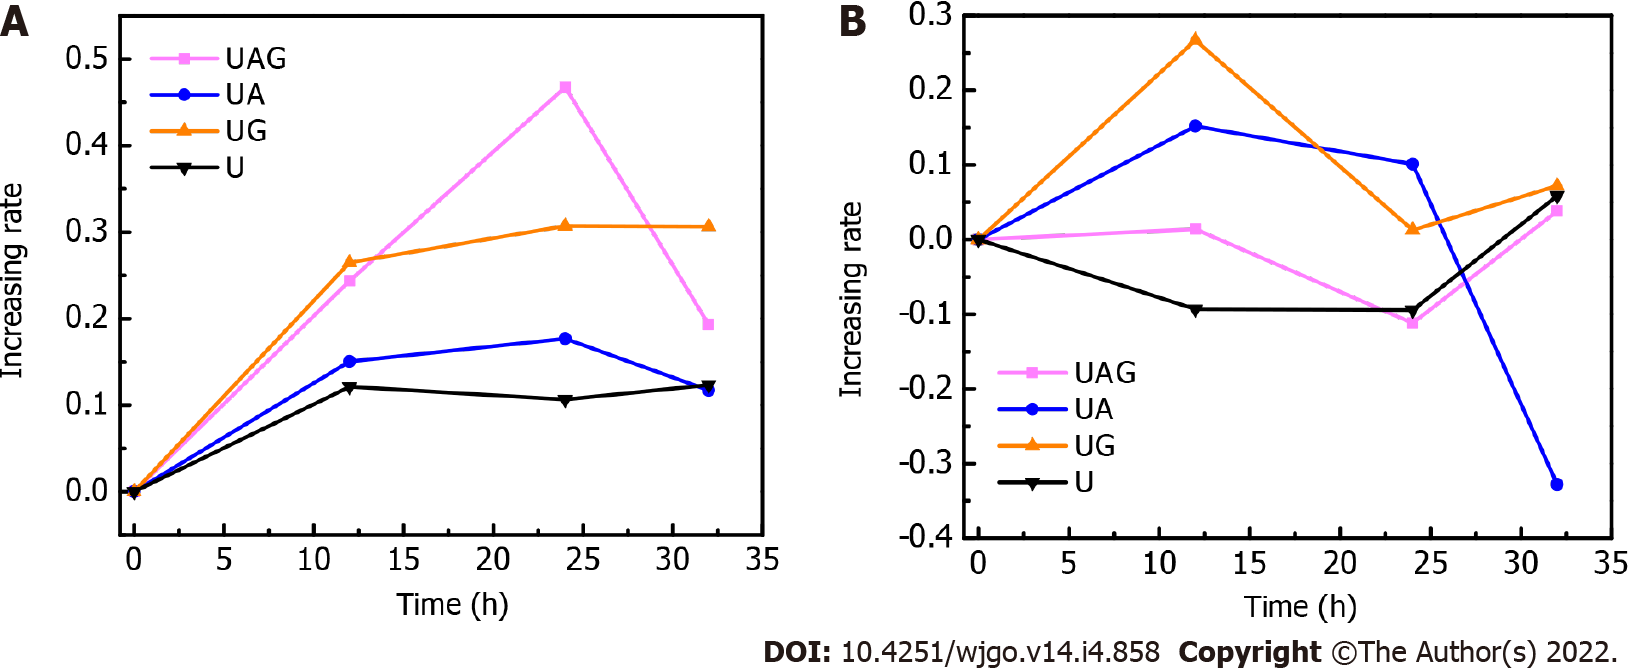 A
0.5
0.4
0.3
0.2
0.1
0.0
Increasing rate
UAG
UA
UG
U
0 5 10 15 20 25 30 35
Time (h)
B
0.3
0.2
0.1
0.0
-0.1
-0.2
-0.3
-0.4
Increasing rate
UAG
UA
UG
U
0 5 10 15 20 25 30 35
Time (h)
DOI: 10.4251/wjgo.v14.i4.858 Copyright ©The Author(s) 2022.